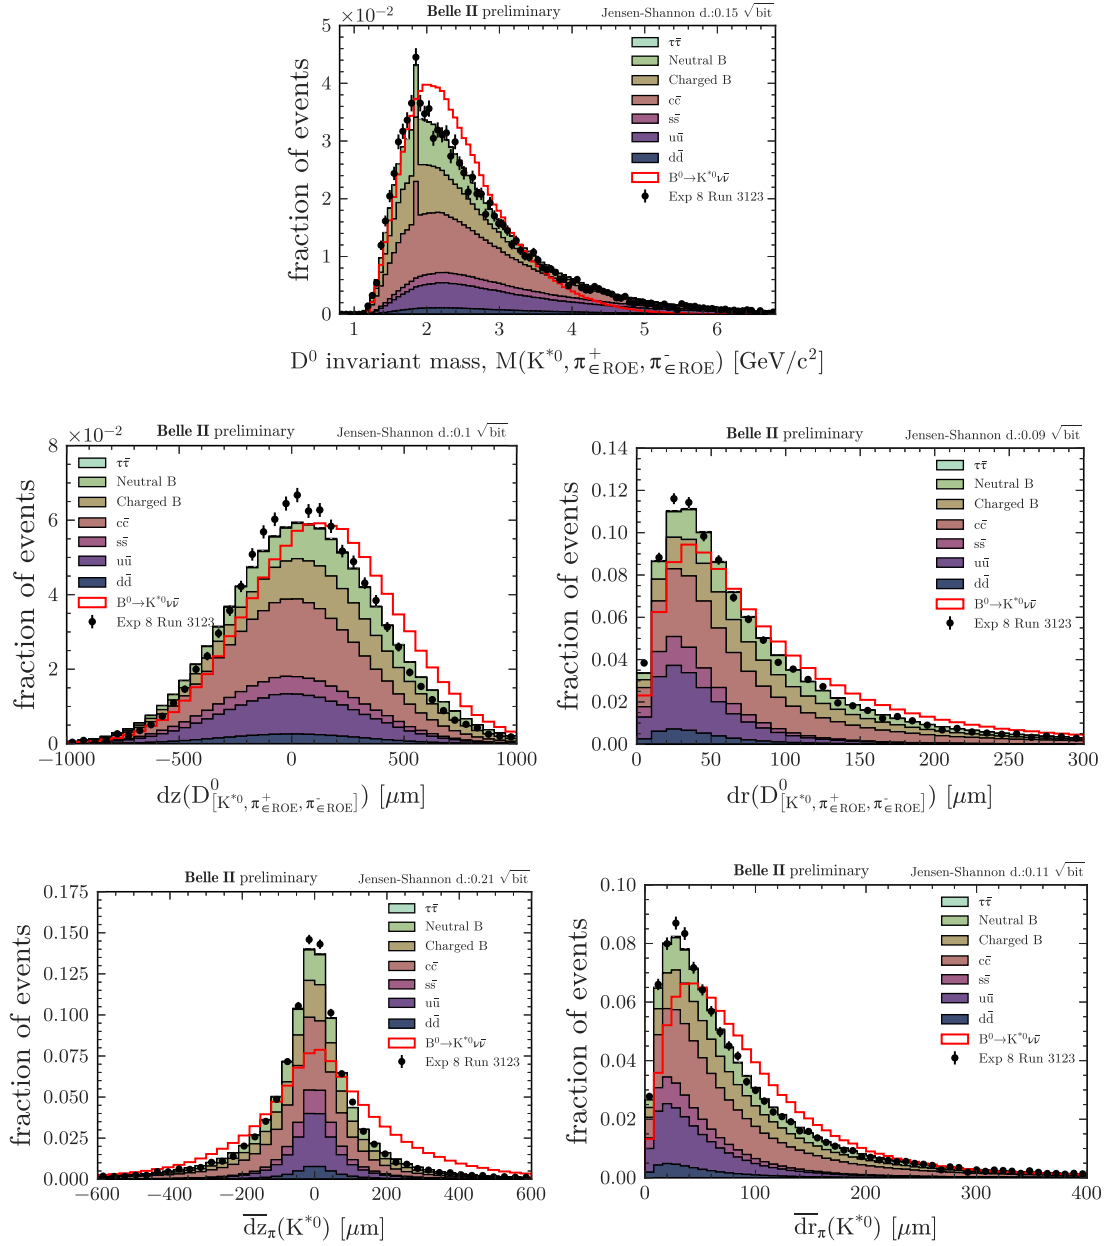 Belle II preliminary Jensen-Shannon d.:0.15 √bit
×10⁻²
fraction of events
5
4
3
2
1
0
1 2 3 4 5 6
ττ̄
Neutral B
Charged B
cc̄
ss̄
uū
dd̄
B⁰→K*⁰νν̄
Exp 8 Run 3123
D⁰ invariant mass, M(K*⁰, π⁺∈ROE, π⁻∈ROE) [GeV/c²]
Belle II preliminary Jensen-Shannon d.:0.1 √bit
×10⁻²
fraction of events
8
6
4
2
0
−1000 −500 0 500 1000
ττ̄
Neutral B
Charged B
cc̄
ss̄
uū
dd̄
B⁰→K*⁰νν̄
Exp 8 Run 3123
dz(D⁰[K*⁰, π⁺∈ROE, π⁻∈ROE]) [μm]
Belle II preliminary Jensen-Shannon d.:0.09 √bit
fraction of events
0.14
0.12
0.10
0.08
0.06
0.04
0.02
0.00
0 50 100 150 200 250 300
ττ̄
Neutral B
Charged B
cc̄
ss̄
uū
dd̄
B⁰→K*⁰νν̄
Exp 8 Run 3123
dr(D⁰[K*⁰, π⁺∈ROE, π⁻∈ROE]) [μm]
Belle II preliminary Jensen-Shannon d.:0.21 √bit
fraction of events
0.175
0.150
0.125
0.100
0.075
0.050
0.025
0.000
−600 −400 −200 0 200 400 600
ττ̄
Neutral B
Charged B
cc̄
ss̄
uū
dd̄
B⁰→K*⁰νν̄
Exp 8 Run 3123
d̅z̅π(K*⁰) [μm]
Belle II preliminary Jensen-Shannon d.:0.11 √bit
fraction of events
0.10
0.08
0.06
0.04
0.02
0.00
0 100 200 300 400
ττ̄
Neutral B
Charged B
cc̄
ss̄
uū
dd̄
B⁰→K*⁰νν̄
Exp 8 Run 3123
d̅r̅π(K*⁰) [μm]